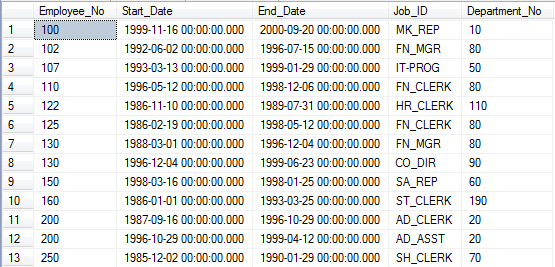 Employee_No Start_Date End_Date Job_ID Department_No
1 100 1999-11-16 00:00:00.000 2000-09-20 00:00:00.000 MK_REP 10
2 102 1992-06-02 00:00:00.000 1996-07-15 00:00:00.000 FN_MGR 80
3 107 1993-03-13 00:00:00.000 1999-01-29 00:00:00.000 IT-PROG 50
4 110 1996-05-12 00:00:00.000 1998-12-06 00:00:00.000 FN_CLERK 80
5 122 1986-11-10 00:00:00.000 1989-07-31 00:00:00.000 HR_CLERK 110
6 125 1986-02-19 00:00:00.000 1998-05-12 00:00:00.000 FN_CLERK 80
7 130 1988-03-01 00:00:00.000 1996-12-04 00:00:00.000 FN_MGR 80
8 130 1996-12-04 00:00:00.000 1999-06-23 00:00:00.000 CO_DIR 90
9 150 1998-03-16 00:00:00.000 1998-01-25 00:00:00.000 SA_REP 60
10 160 1986-01-01 00:00:00.000 1993-03-25 00:00:00.000 ST_CLERK 190
11 200 1987-09-16 00:00:00.000 1996-10-29 00:00:00.000 AD_CLERK 20
12 200 1996-10-29 00:00:00.000 1999-04-12 00:00:00.000 AD_ASST 20
13 250 1985-12-02 00:00:00.000 1990-01-29 00:00:00.000 SH_CLERK 70